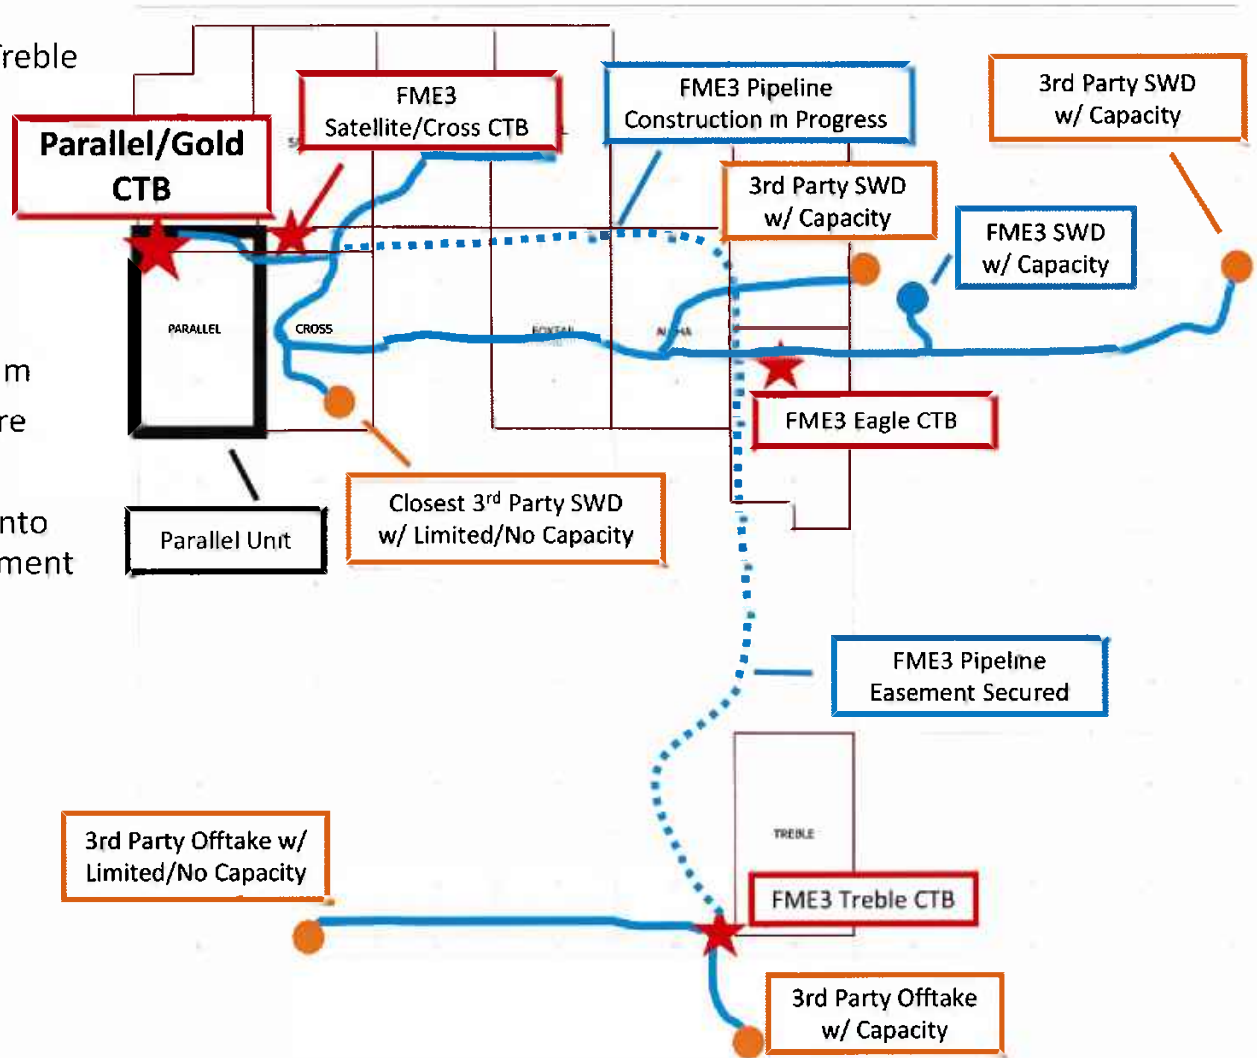 Treble
FME3
Satellite/Cross CTB
FME3 Pipeline
Construction in Progress
3rd Party SWD
w/ Capacity
Parallel/Gold
CTB
3rd Party SWD
w/ Capacity
FME3 SWD
w/ Capacity
PARALLEL
CROSS
m
re
FME3 Eagle CTB
Closest 3rd Party SWD
w/ Limited/No Capacity
nto
ment
Parallel Unit
FME3 Pipeline
Easement Secured
TREBLE
3rd Party Offtake w/
Limited/No Capacity
FME3 Treble CTB
3rd Party Offtake
w/ Capacity